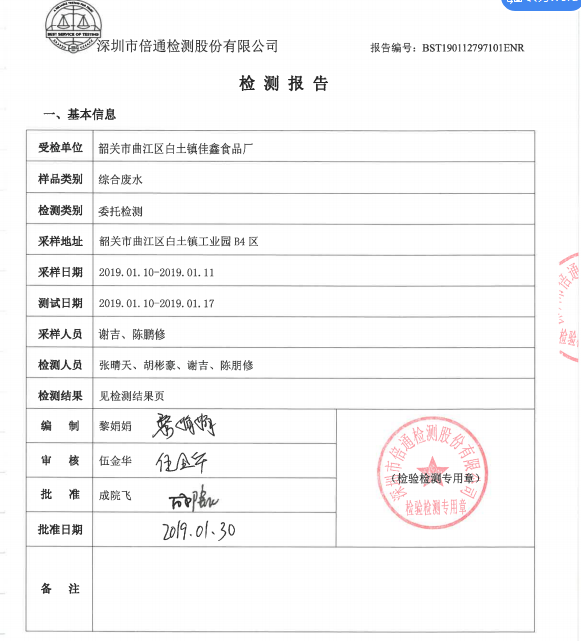 BEST SERVICE OF TESTING
深圳市倍通检测股份有限公司
报告编号：BST190112797101ENR
检测报告
一、基本信息
受检单位 韶关市曲江区白土镇佳鑫食品厂
样品类别 综合废水
检测类别 委托检测
采样地址 韶关市曲江区白土镇工业园 B4 区
采样日期 2019.01.10-2019.01.11
测试日期 2019.01.10-2019.01.17
采样人员 谢吉、陈鹏修
检测人员 张晴天、胡彬豪、谢吉、陈朋修
检测结果 见检测结果页
编 制 黎娟娟 黎娟娟
审 核 伍金华 伍金华
批 准 成院飞
批准日期 2019.01.30
深圳市倍通检测股份有限公司
（检验检测专用章）
检验检测专用章
备 注